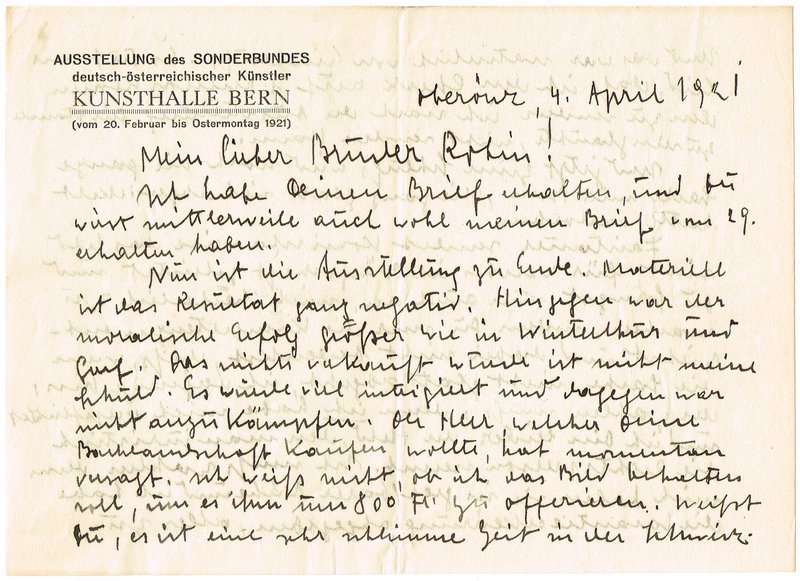 AUSSTELLUNG des SONDERBUNDES
deutsch-österreichischer Künstler
KUNSTHALLE BERN
(vom 20. Februar bis Ostermontag 1921)
4. April 1921
Mein lieber Bruder Robin!
Ich habe Deinen Brief erhalten, und Du
wirst mittlerweile auch wohl meinen Brief vom 29.
erhalten haben.
Nun ist die Ausstellung zu Ende. Materiell
ist das Resultat ganz negativ. Hingegen war der
moralische Erfolg größer wie in Winterthur und
Genf. Das nichts verkauft wurde ist nicht meine
Schuld. Es wurde viel intrigiert und dagegen war
nicht anzukämpfen. Der Herr, welcher Deine
Bachlandschaft kaufen wollte, hat momentan
versagt. Ich weiß nicht, ob ich das Bild behalten
soll, um es ihm um 800 Fr zu offerieren. Weißt
Du, es ist eine sehr schlimme Zeit in der Schweiz.